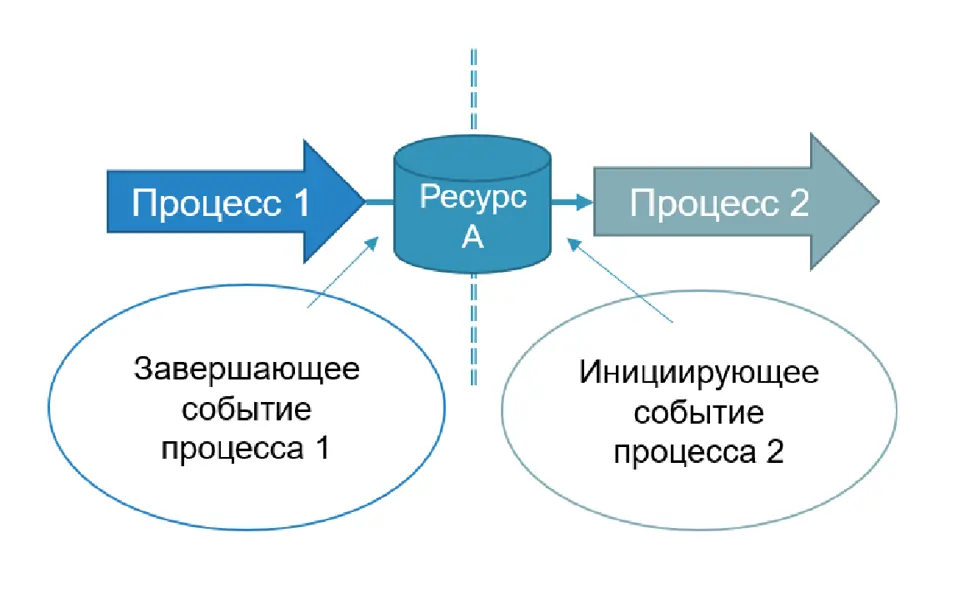 Процесс 1
Ресурс
А
Процесс 2
Завершающее
событие
процесса 1
Инициирующее
событие
процесса 2